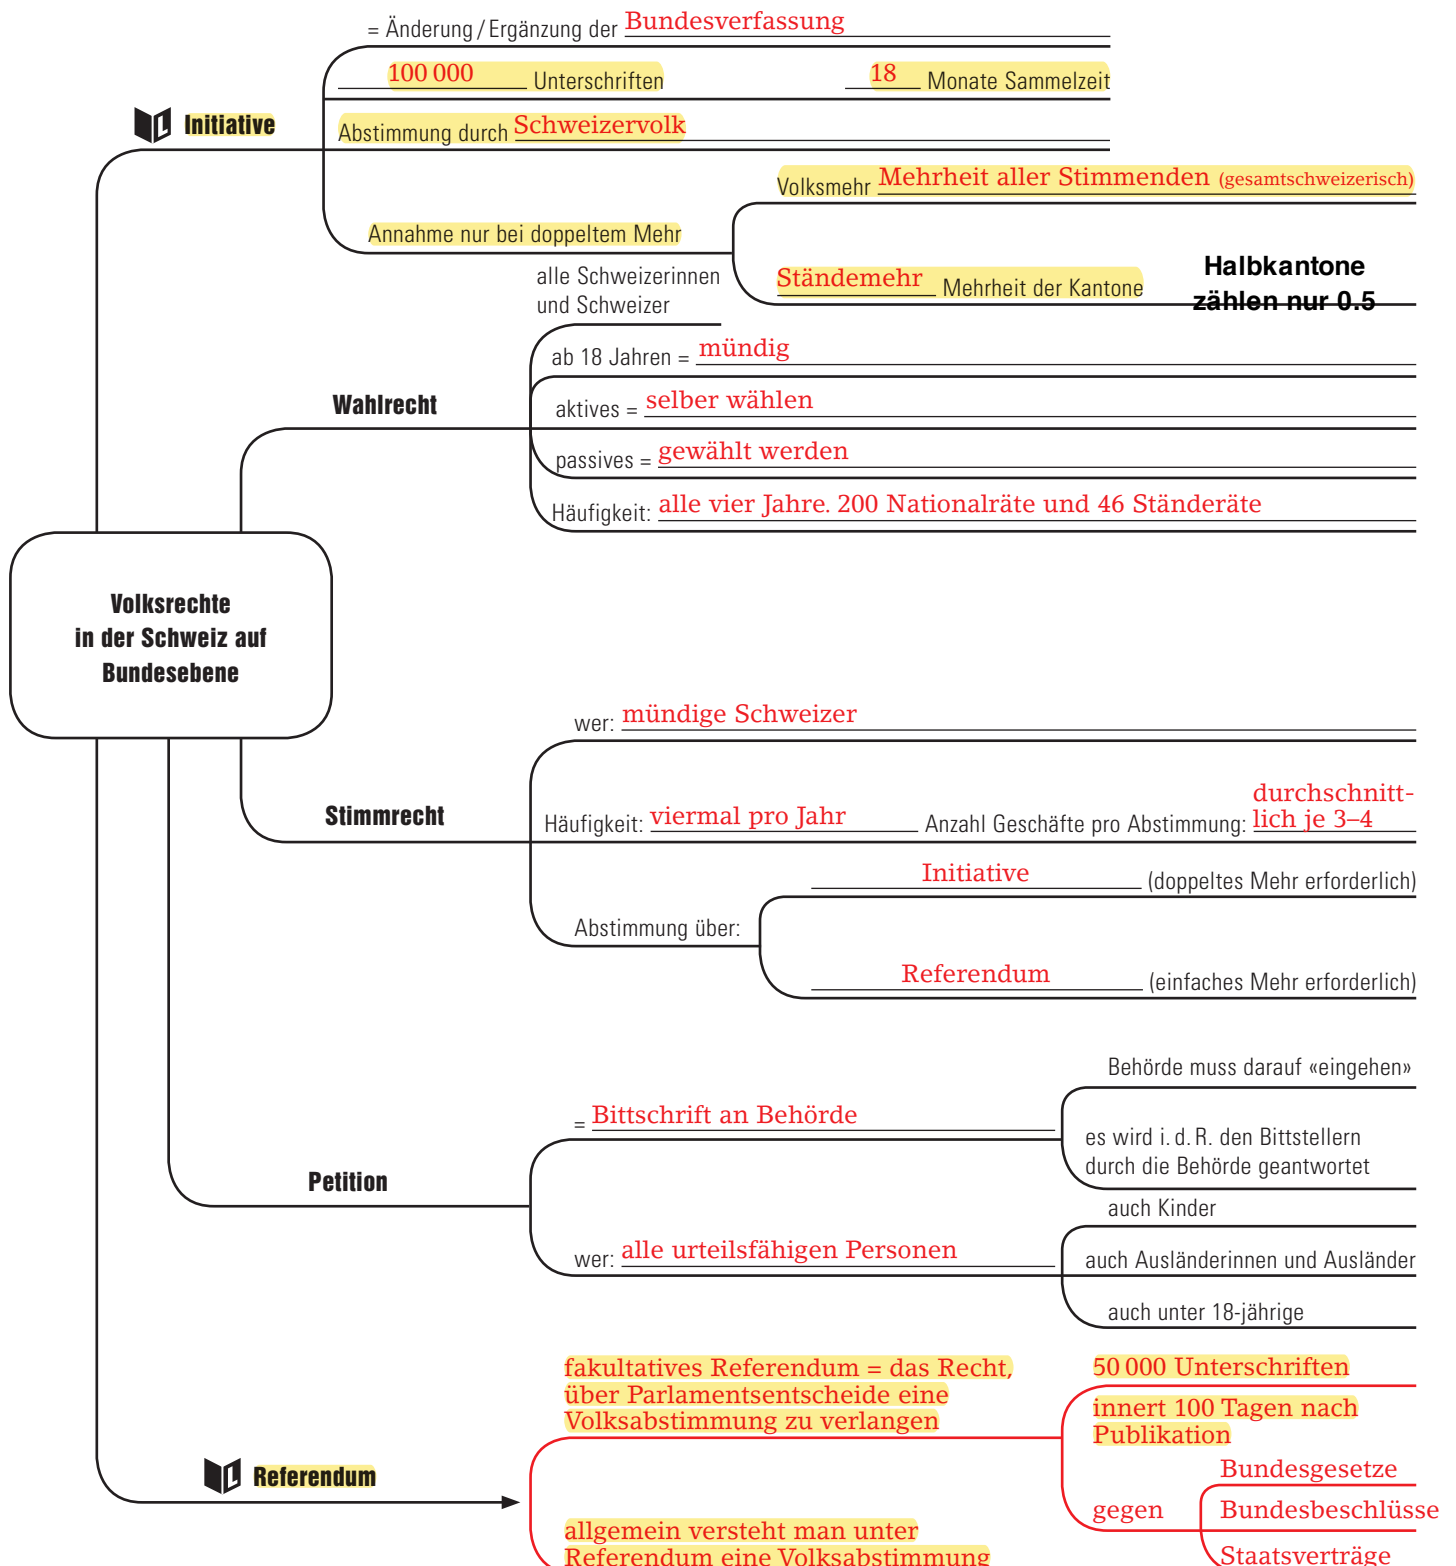 = Änderung / Ergänzung der Bundesverfassung
100 000 Unterschriften 18 Monate Sammelzeit
Initiative
Abstimmung durch Schweizervolk
Volksmehr Mehrheit aller Stimmenden (gesamtschweizerisch)
Annahme nur bei doppeltem Mehr
Ständemehr Mehrheit der Kantone
Halbkantone
zählen nur 0.5
alle Schweizerinnen
und Schweizer
ab 18 Jahren = mündig
Wahlrecht
aktives = selber wählen
passives = gewählt werden
Häufigkeit: alle vier Jahre. 200 Nationalräte und 46 Ständeräte
Volksrechte
in der Schweiz auf
Bundesebene
wer: mündige Schweizer
Stimmrecht
Häufigkeit: viermal pro Jahr Anzahl Geschäfte pro Abstimmung: durchschnitt-
lich je 3–4
Initiative (doppeltes Mehr erforderlich)
Abstimmung über:
Referendum (einfaches Mehr erforderlich)
Behörde muss darauf «eingehen»
= Bittschrift an Behörde
es wird i. d. R. den Bittstellern
durch die Behörde geantwortet
Petition
auch Kinder
wer: alle urteilsfähigen Personen
auch Ausländerinnen und Ausländer
auch unter 18-jährige
fakultatives Referendum = das Recht,
über Parlamentsentscheide eine
Volksabstimmung zu verlangen
50 000 Unterschriften
innert 100 Tagen nach
Publikation
Referendum
gegen
Bundesgesetze
Bundesbeschlüsse
Staatsverträge
allgemein versteht man unter
Referendum eine Volksabstimmung